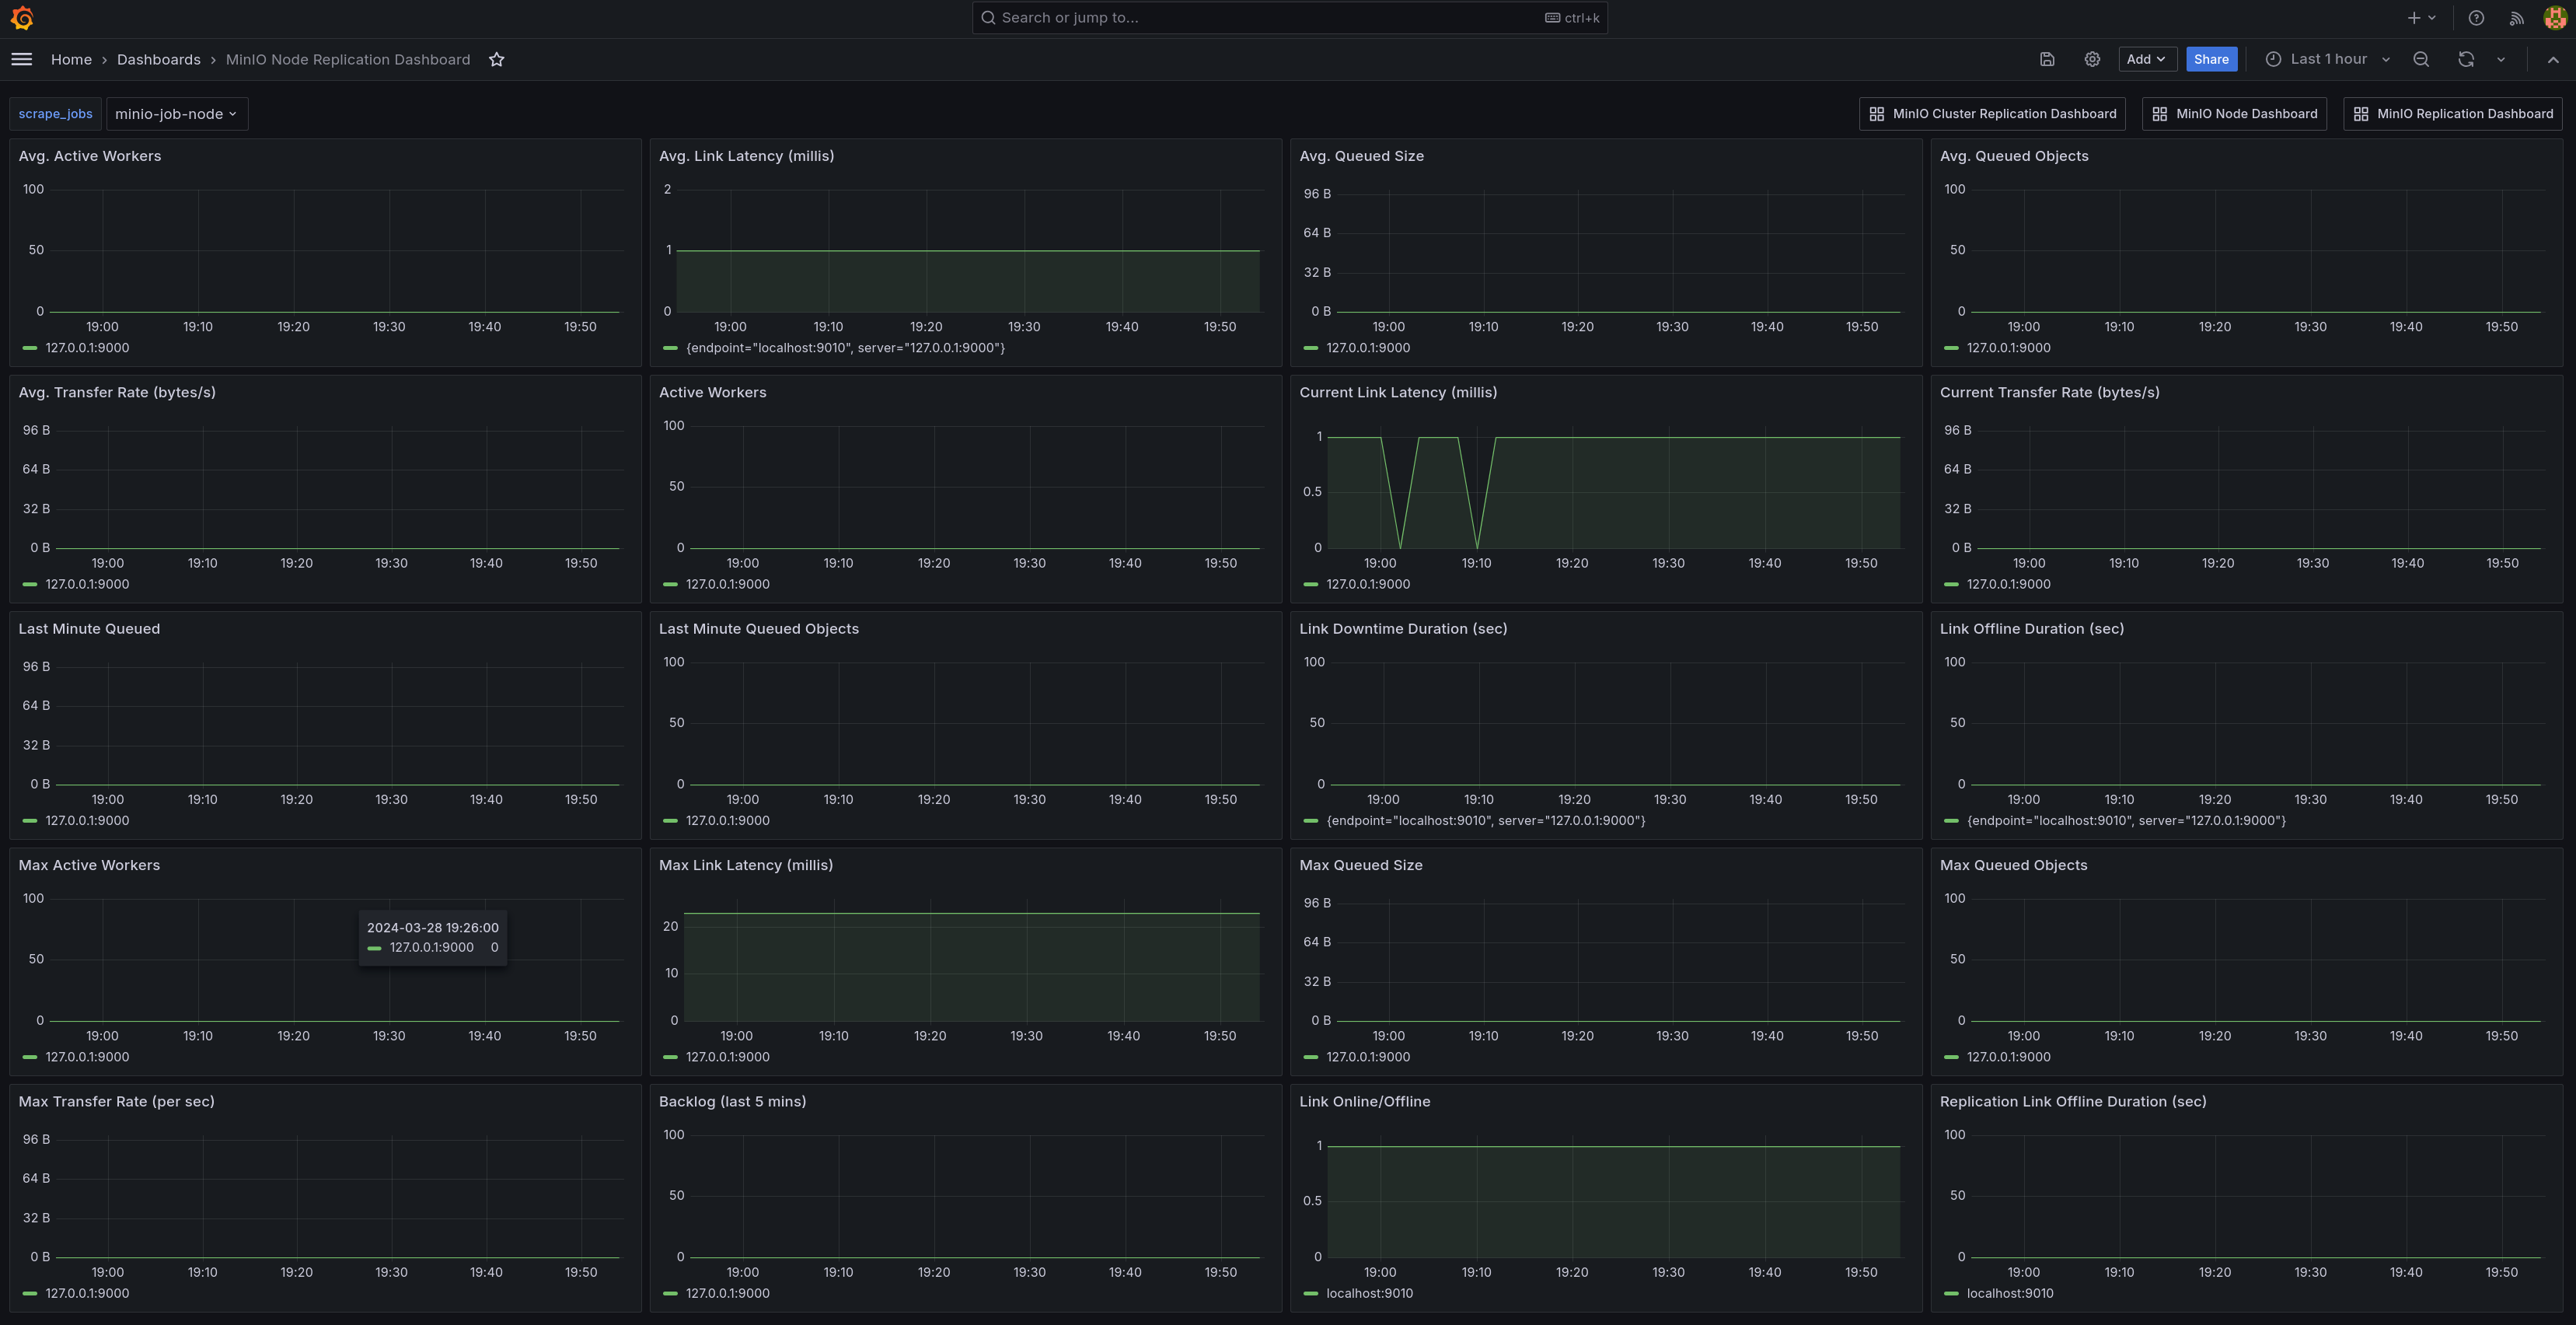 Search or jump to... ctrl+k
Home › Dashboards › MinIO Node Replication Dashboard Add Share Last 1 hour
scrape_jobs minio-job-node MinIO Cluster Replication Dashboard MinIO Node Dashboard MinIO Replication Dashboard
Avg. Active Workers
100
50
0
19:00 19:10 19:20 19:30 19:40 19:50
127.0.0.1:9000
Avg. Link Latency (millis)
2
1
0
19:00 19:10 19:20 19:30 19:40 19:50
{endpoint="localhost:9010", server="127.0.0.1:9000"}
Avg. Queued Size
96 B
64 B
32 B
0 B
19:00 19:10 19:20 19:30 19:40 19:50
127.0.0.1:9000
Avg. Queued Objects
100
50
0
19:00 19:10 19:20 19:30 19:40 19:50
127.0.0.1:9000
Avg. Transfer Rate (bytes/s)
96 B
64 B
32 B
0 B
19:00 19:10 19:20 19:30 19:40 19:50
127.0.0.1:9000
Active Workers
100
50
0
19:00 19:10 19:20 19:30 19:40 19:50
127.0.0.1:9000
Current Link Latency (millis)
1
0.5
0
19:00 19:10 19:20 19:30 19:40 19:50
127.0.0.1:9000
Current Transfer Rate (bytes/s)
96 B
64 B
32 B
0 B
19:00 19:10 19:20 19:30 19:40 19:50
127.0.0.1:9000
Last Minute Queued
96 B
64 B
32 B
0 B
19:00 19:10 19:20 19:30 19:40 19:50
127.0.0.1:9000
Last Minute Queued Objects
100
50
0
19:00 19:10 19:20 19:30 19:40 19:50
127.0.0.1:9000
Link Downtime Duration (sec)
100
50
0
19:00 19:10 19:20 19:30 19:40 19:50
{endpoint="localhost:9010", server="127.0.0.1:9000"}
Link Offline Duration (sec)
100
50
0
19:00 19:10 19:20 19:30 19:40 19:50
{endpoint="localhost:9010", server="127.0.0.1:9000"}
Max Active Workers
100
2024-03-28 19:26:00
127.0.0.1:9000 0
50
0
19:00 19:10 19:20 19:30 19:40 19:50
127.0.0.1:9000
Max Link Latency (millis)
20
10
0
19:00 19:10 19:20 19:30 19:40 19:50
127.0.0.1:9000
Max Queued Size
96 B
64 B
32 B
0 B
19:00 19:10 19:20 19:30 19:40 19:50
127.0.0.1:9000
Max Queued Objects
100
50
0
19:00 19:10 19:20 19:30 19:40 19:50
127.0.0.1:9000
Max Transfer Rate (per sec)
96 B
64 B
32 B
0 B
19:00 19:10 19:20 19:30 19:40 19:50
127.0.0.1:9000
Backlog (last 5 mins)
100
50
0
19:00 19:10 19:20 19:30 19:40 19:50
127.0.0.1:9000
Link Online/Offline
1
0.5
0
19:00 19:10 19:20 19:30 19:40 19:50
localhost:9010
Replication Link Offline Duration (sec)
100
50
0
19:00 19:10 19:20 19:30 19:40 19:50
localhost:9010